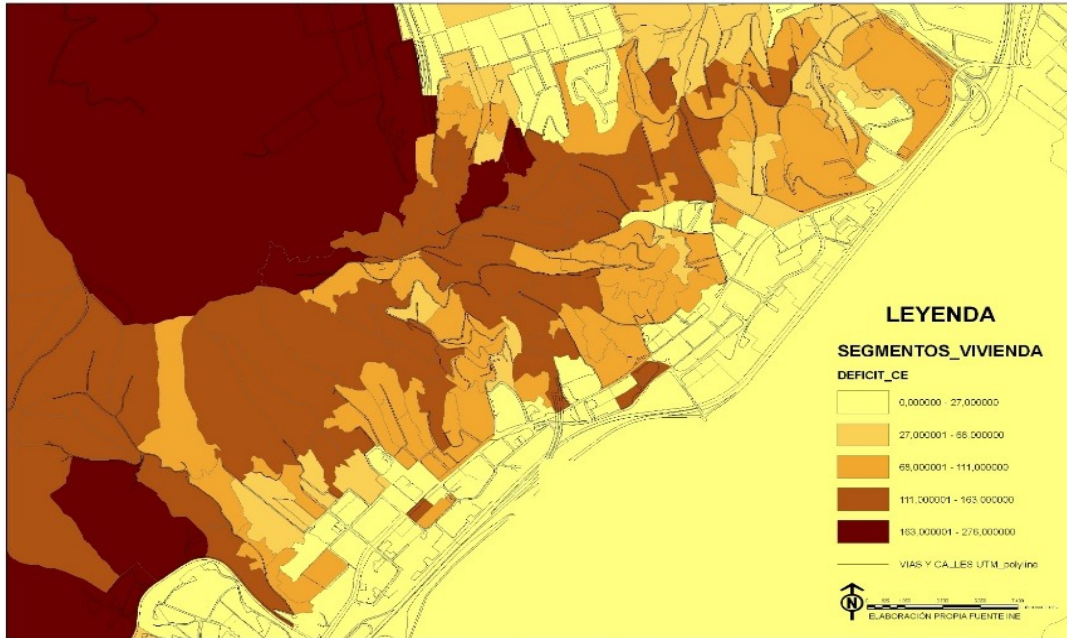 LEYENDA
SEGMENTOS_VIVIENDA
DEFICIT_CE
0,000000 - 27,000000
27,000001 - 68,000000
68,000001 - 111,000000
111,000001 - 163,000000
163,000001 - 276,000000
VIAS Y CALLES UTM_polyline
N
ELABORACIÓN PROPIA FUENTE INE